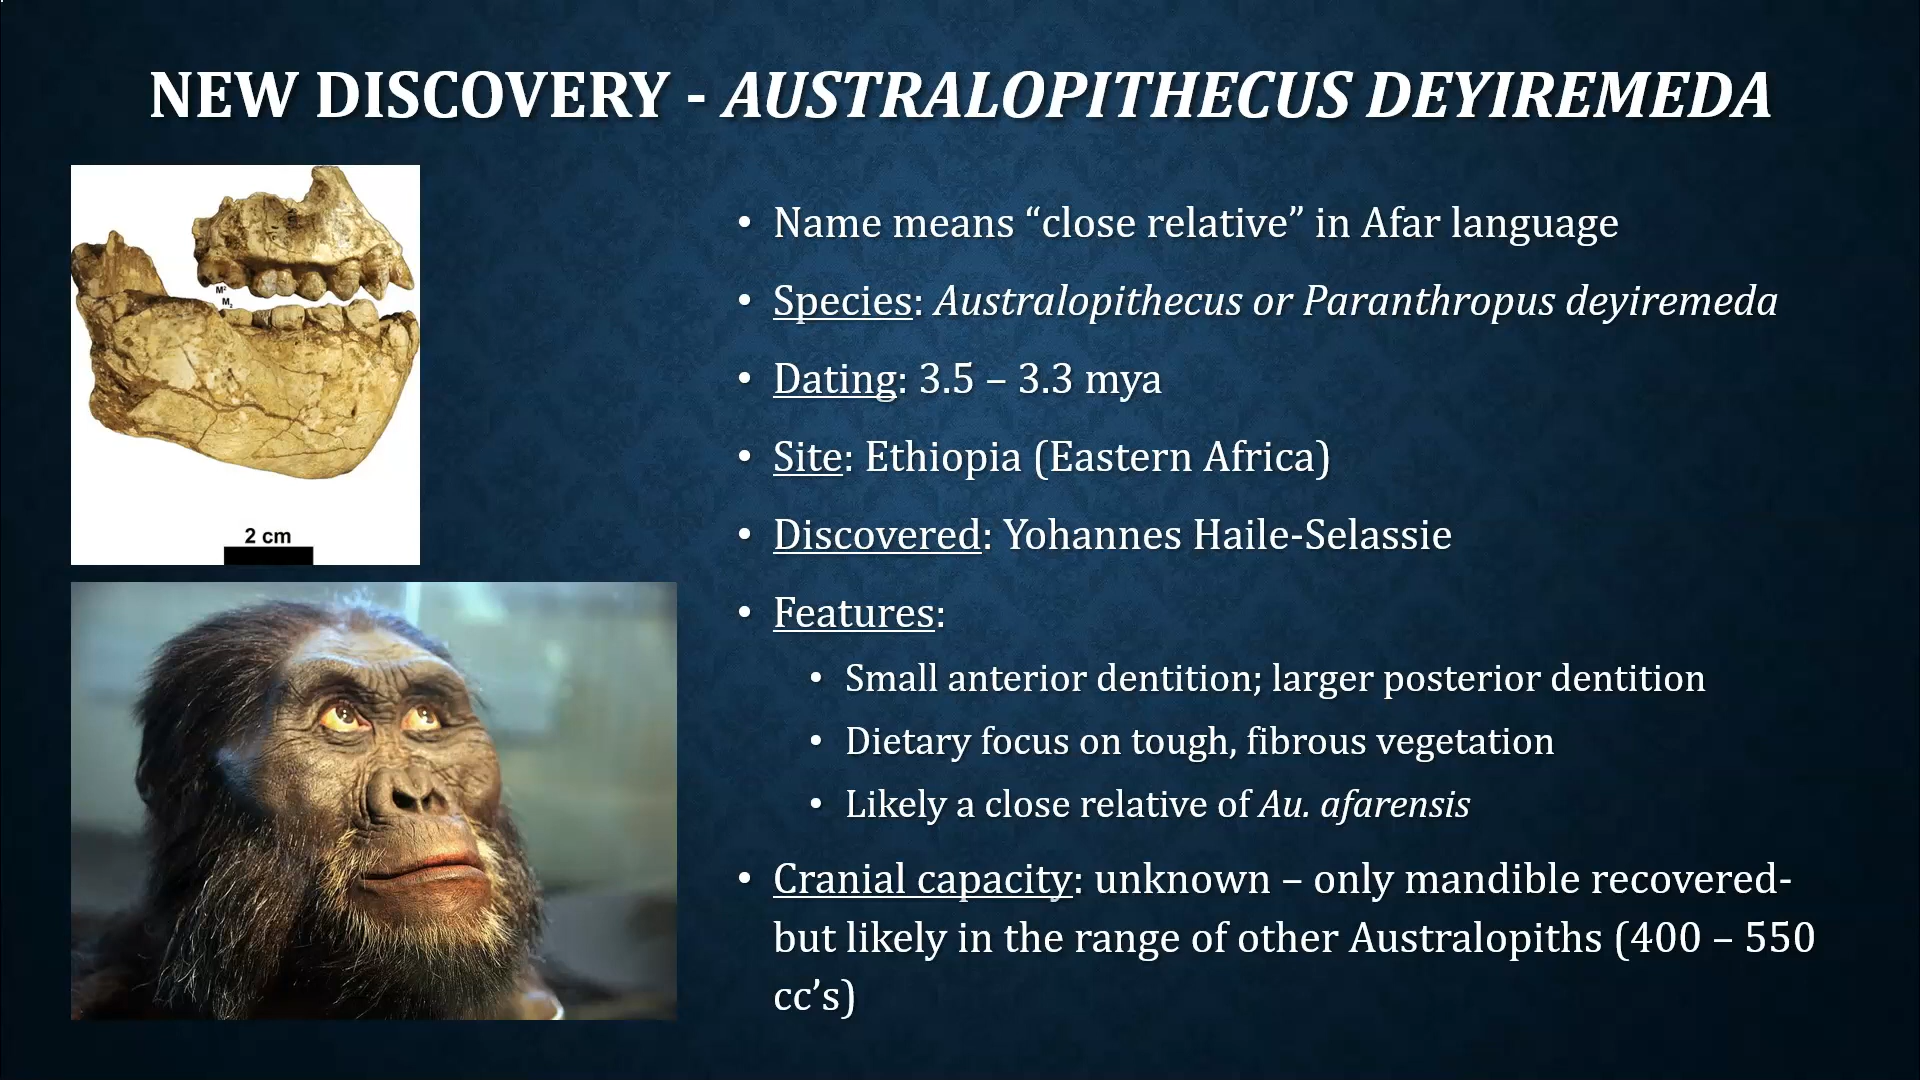 NEW DISCOVERY - AUSTRALOPITHECUS DEYIREMEDA
M²
M₂
2 cm
• Name means “close relative” in Afar language
• Species: Australopithecus or Paranthropus deyiremeda
• Dating: 3.5 – 3.3 mya
• Site: Ethiopia (Eastern Africa)
• Discovered: Yohannes Haile-Selassie
• Features:
• Small anterior dentition; larger posterior dentition
• Dietary focus on tough, fibrous vegetation
• Likely a close relative of Au. afarensis
• Cranial capacity: unknown – only mandible recovered-
but likely in the range of other Australopiths (400 – 550
cc’s)